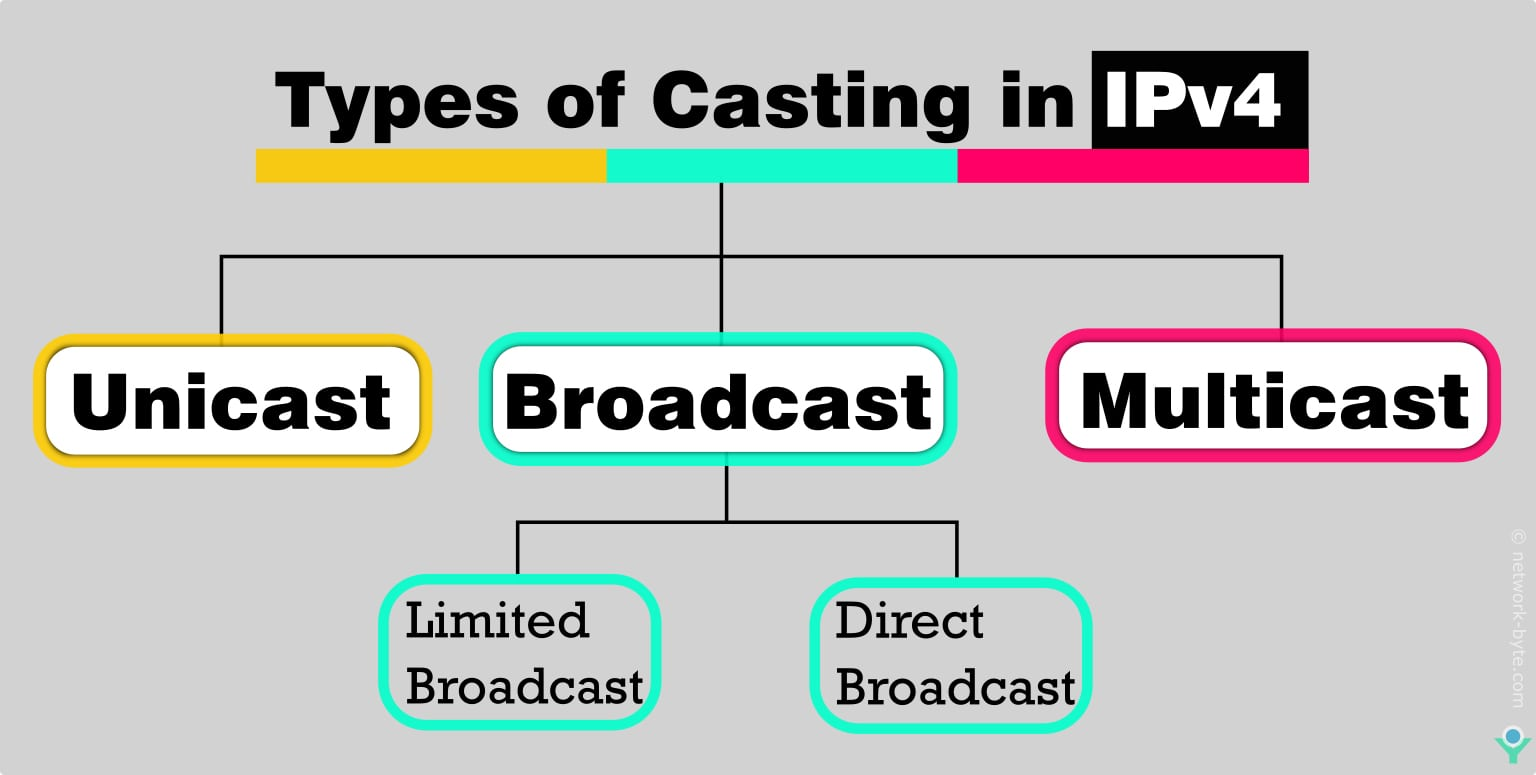 Types of Casting in IPv4
Unicast
Broadcast
Multicast
Limited
Broadcast
Direct
Broadcast
© network-byte.com